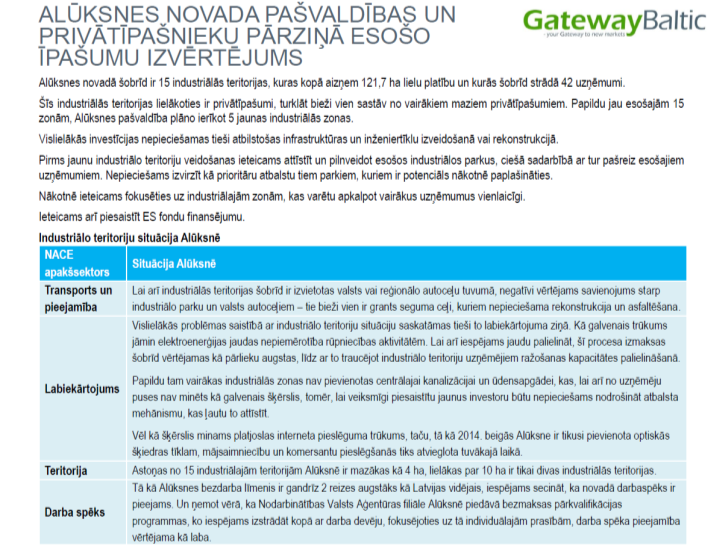 ALŪKSNES NOVADA PAŠVALDĪBAS UN
PRIVĀTĪPAŠNIEKU PĀRZIŅĀ ESOŠO
ĪPAŠUMU IZVĒRTĒJUMS
GatewayBaltic
your Gateway to new markets
Alūksnes novadā šobrīd ir 15 industriālās teritorijas, kuras kopā aizņem 121,7 ha lielu platību un kurās šobrīd strādā 42 uzņēmumi.
Šīs industriālās teritorijas lielākoties ir privātīpašumi, turklāt bieži vien sastāv no vairākiem maziem privātīpašumiem. Papildu jau esošajām 15
zonām, Alūksnes pašvaldība plāno ierīkot 5 jaunas industriālās zonas.
Vislielākās investīcijas nepieciešamas tieši atbilstošas infrastruktūras un inženiertīklu izveidošanā vai rekonstrukcijā.
Pirms jaunu industriālo teritoriju veidošanas ieteicams attīstīt un pilnveidot esošos industriālos parkus, ciešā sadarbībā ar tur pašreiz esošajiem
uzņēmumiem. Nepieciešams izvirzīt kā prioritāru atbalstu tiem parkiem, kuriem ir potenciāls nākotnē paplašināties.
Nākotnē ieteicams fokusēties uz industriālajām zonām, kas varētu apkalpot vairākus uzņēmumus vienlaicīgi.
Ieteicams arī piesaistīt ES fondu finansējumu.
Industriālo teritoriju situācija Alūksnē
NACE
apakšsektors
Situācija Alūksnē
Transports un
pieejamība
Lai arī industriālās teritorijas šobrīd ir izvietotas valsts vai reģionālo autoceļu tuvumā, negatīvi vērtējams savienojums starp
industriālo parku un valsts autoceļiem – tie bieži vien ir grants seguma ceļi, kuriem nepieciešama rekonstrukcija un asfaltēšana.
Labiekārtojums
Vislielākās problēmas saistībā ar industriālo teritoriju situāciju saskatāmas tieši to labiekārtojuma ziņā. Kā galvenais trūkums
jāmin elektroenerģijas jaudas nepiemērotība rūpniecības aktivitātēm. Lai arī iespējams jaudu palielināt, šī procesa izmaksas
šobrīd vērtējamas kā pārlieku augstas, līdz ar to traucējot industriālo teritoriju uzņēmējiem ražošanas kapacitātes palielināšanā.
Papildu tam vairākas industriālās zonas nav pievienotas centrālajai kanalizācijai un ūdensapgādei, kas, lai arī no uzņēmēju
puses nav minēts kā galvenais šķērslis, tomēr, lai veiksmīgi piesaistītu jaunus investoru būtu nepieciešams nodrošināt atbalsta
mehānismu, kas ļautu to attīstīt.
Vēl kā šķērslis minams platjoslas interneta pieslēguma trūkums, taču, tā kā 2014. beigās Alūksne ir tikusi pievienota optiskās
šķiedras tīklam, mājsaimniecību un komersantu pieslēgšanās tiks atvieglota tuvākajā laikā.
Teritorija
Astoņas no 15 industriālajām teritorijām Alūksnē ir mazākas kā 4 ha, lielākas par 10 ha ir tikai divas industriālās teritorijas.
Darba spēks
Tā kā Alūksnes bezdarba līmenis ir gandrīz 2 reizes augstāks kā Latvijas vidējais, iespējams secināt, ka novadā darbaspēks ir
pieejams. Un ņemot vērā, ka Nodarbinātības Valsts Aģentūras filiāle Alūksnē piedāvā bezmaksas pārkvalifikācijas
programmas, ko iespējams izstrādāt kopā ar darba devēju, fokusējoties uz tā individuālajām prasībām, darba spēka pieejamība
vērtējama kā laba.